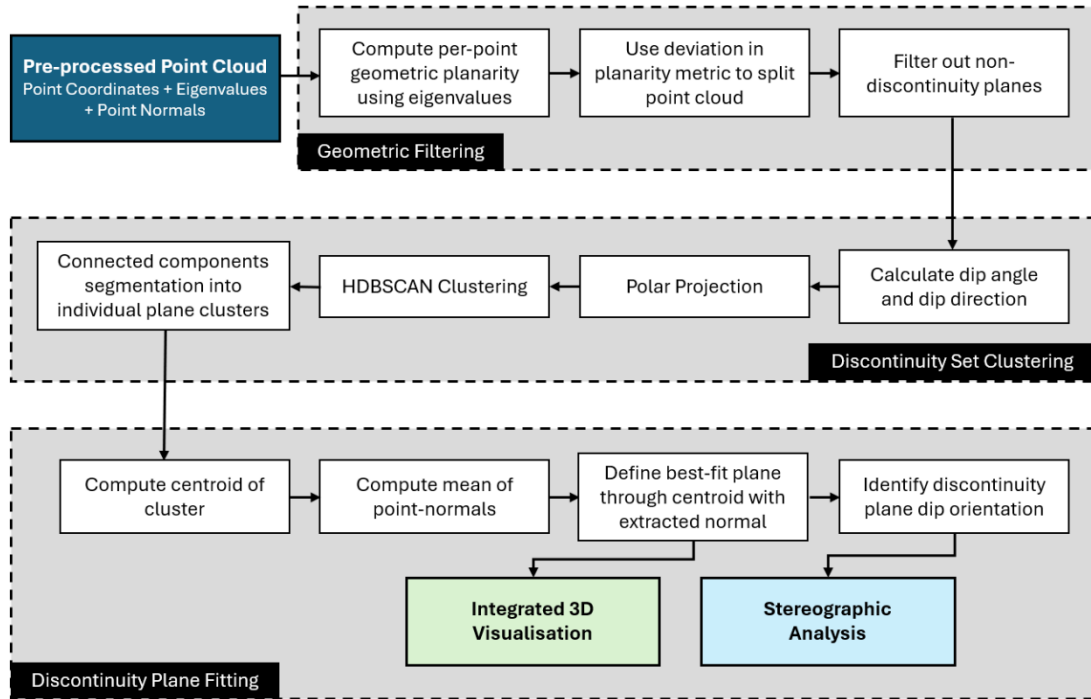 Pre-processed Point Cloud
Point Coordinates + Eigenvalues
+ Point Normals
Compute per-point
geometric planarity
using eigenvalues
Use deviation in
planarity metric to split
point cloud
Filter out non-
discontinuity planes
Geometric Filtering
Connected components
segmentation into
individual plane clusters
HDBSCAN Clustering
Polar Projection
Calculate dip angle
and dip direction
Discontinuity Set Clustering
Compute centroid of
cluster
Compute mean of
point-normals
Define best-fit plane
through centroid with
extracted normal
Identify discontinuity
plane dip orientation
Integrated 3D
Visualisation
Stereographic
Analysis
Discontinuity Plane Fitting